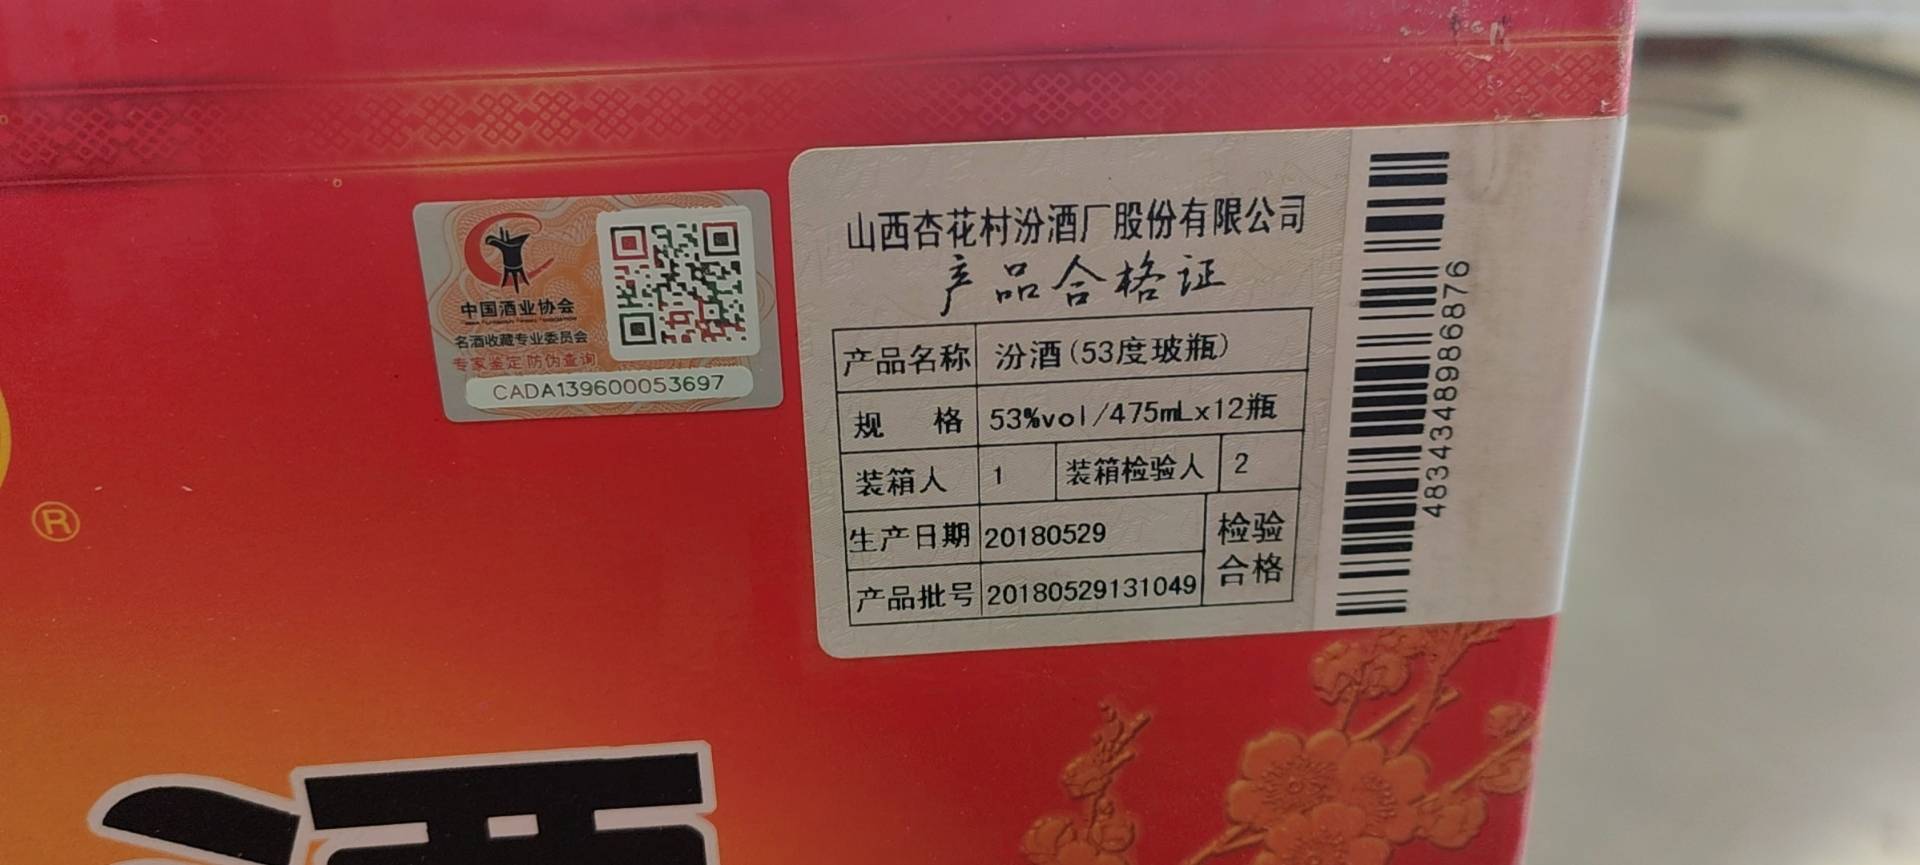 中国酒业协会
名酒收藏专业委员会
专家鉴定 防伪查询
CADA139600053697
山西杏花村汾酒厂股份有限公司
产品合格证
产品名称 汾酒(53度玻瓶)
规 格 53%vol/475mLx12瓶
装箱人 1 装箱检验人 2
生产日期 20180529 检验合格
产品批号 20180529131049
4834348986876
®
酒